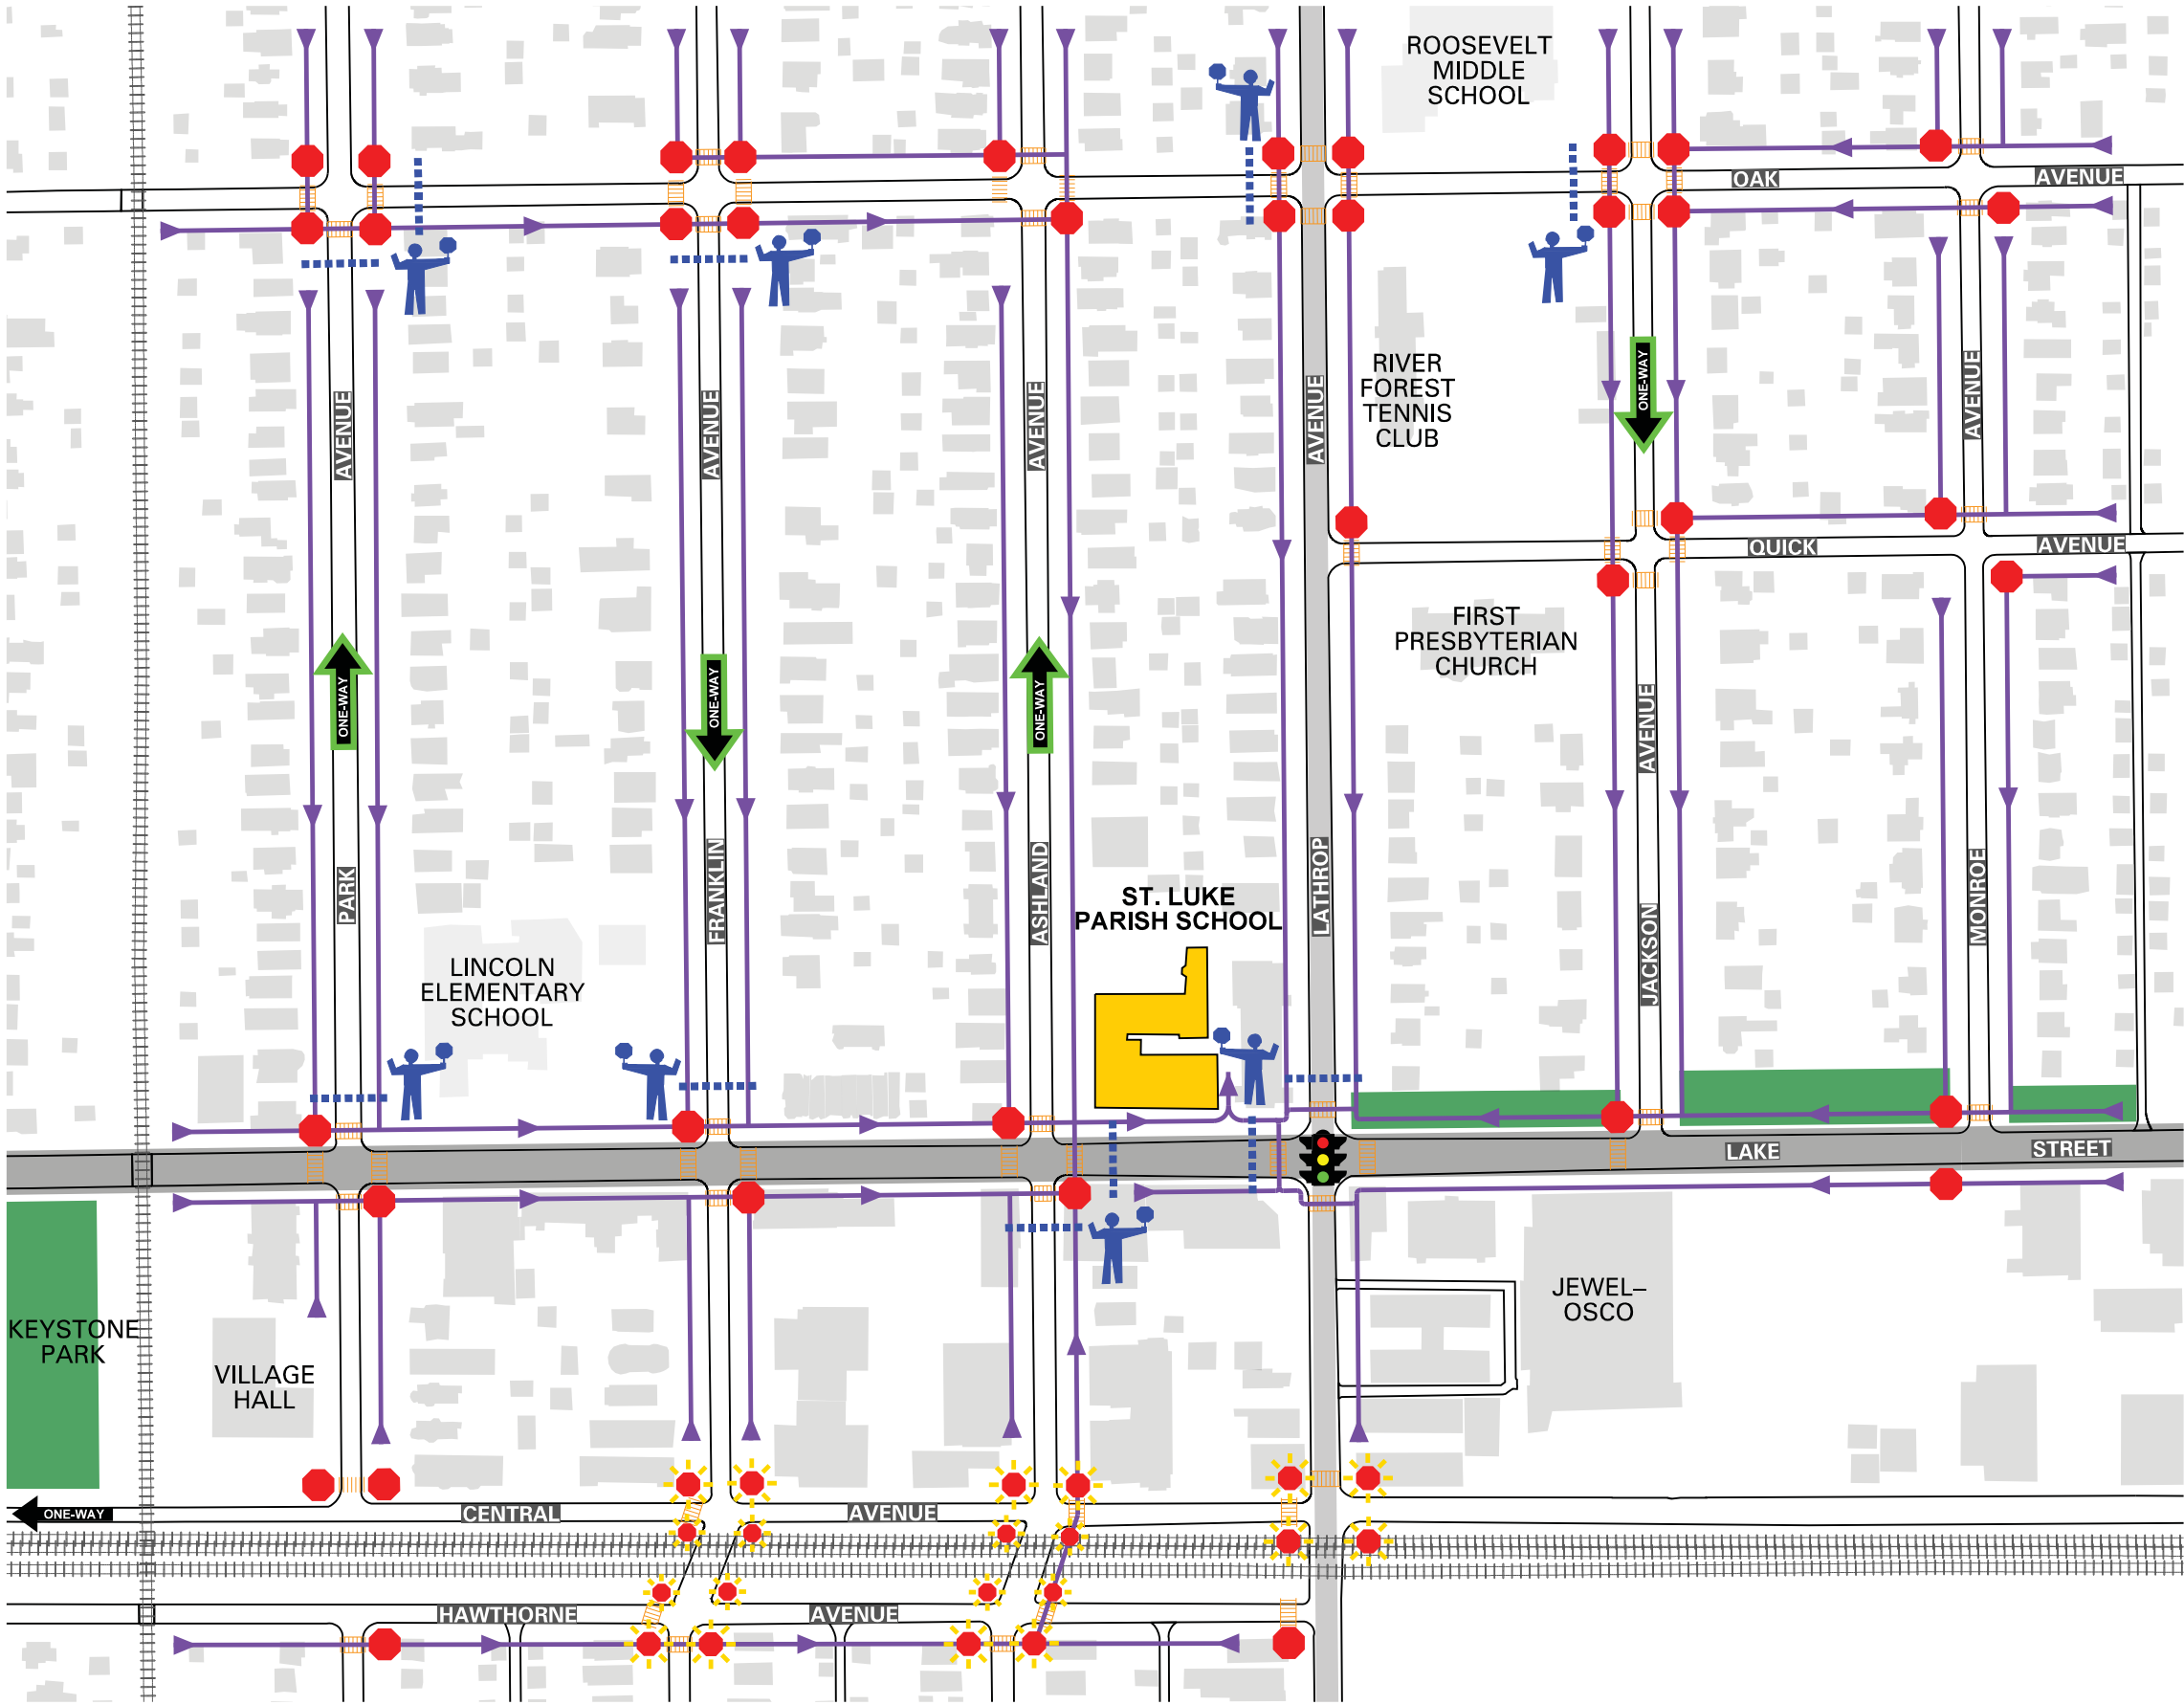 ROOSEVELT
MIDDLE
SCHOOL
OAK
AVENUE
RIVER
FOREST
TENNIS
CLUB
ONE-WAY
AVENUE
AVENUE
AVENUE
AVENUE
AVENUE
QUICK
AVENUE
FIRST
PRESBYTERIAN
CHURCH
ONE-WAY
ONE-WAY
ONE-WAY
AVENUE
PARK
FRANKLIN
ASHLAND
LATHROP
JACKSON
MONROE
ST. LUKE
PARISH SCHOOL
LINCOLN
ELEMENTARY
SCHOOL
LAKE
STREET
KEYSTONE
PARK
VILLAGE
HALL
JEWEL–
OSCO
ONE-WAY
CENTRAL
AVENUE
HAWTHORNE
AVENUE